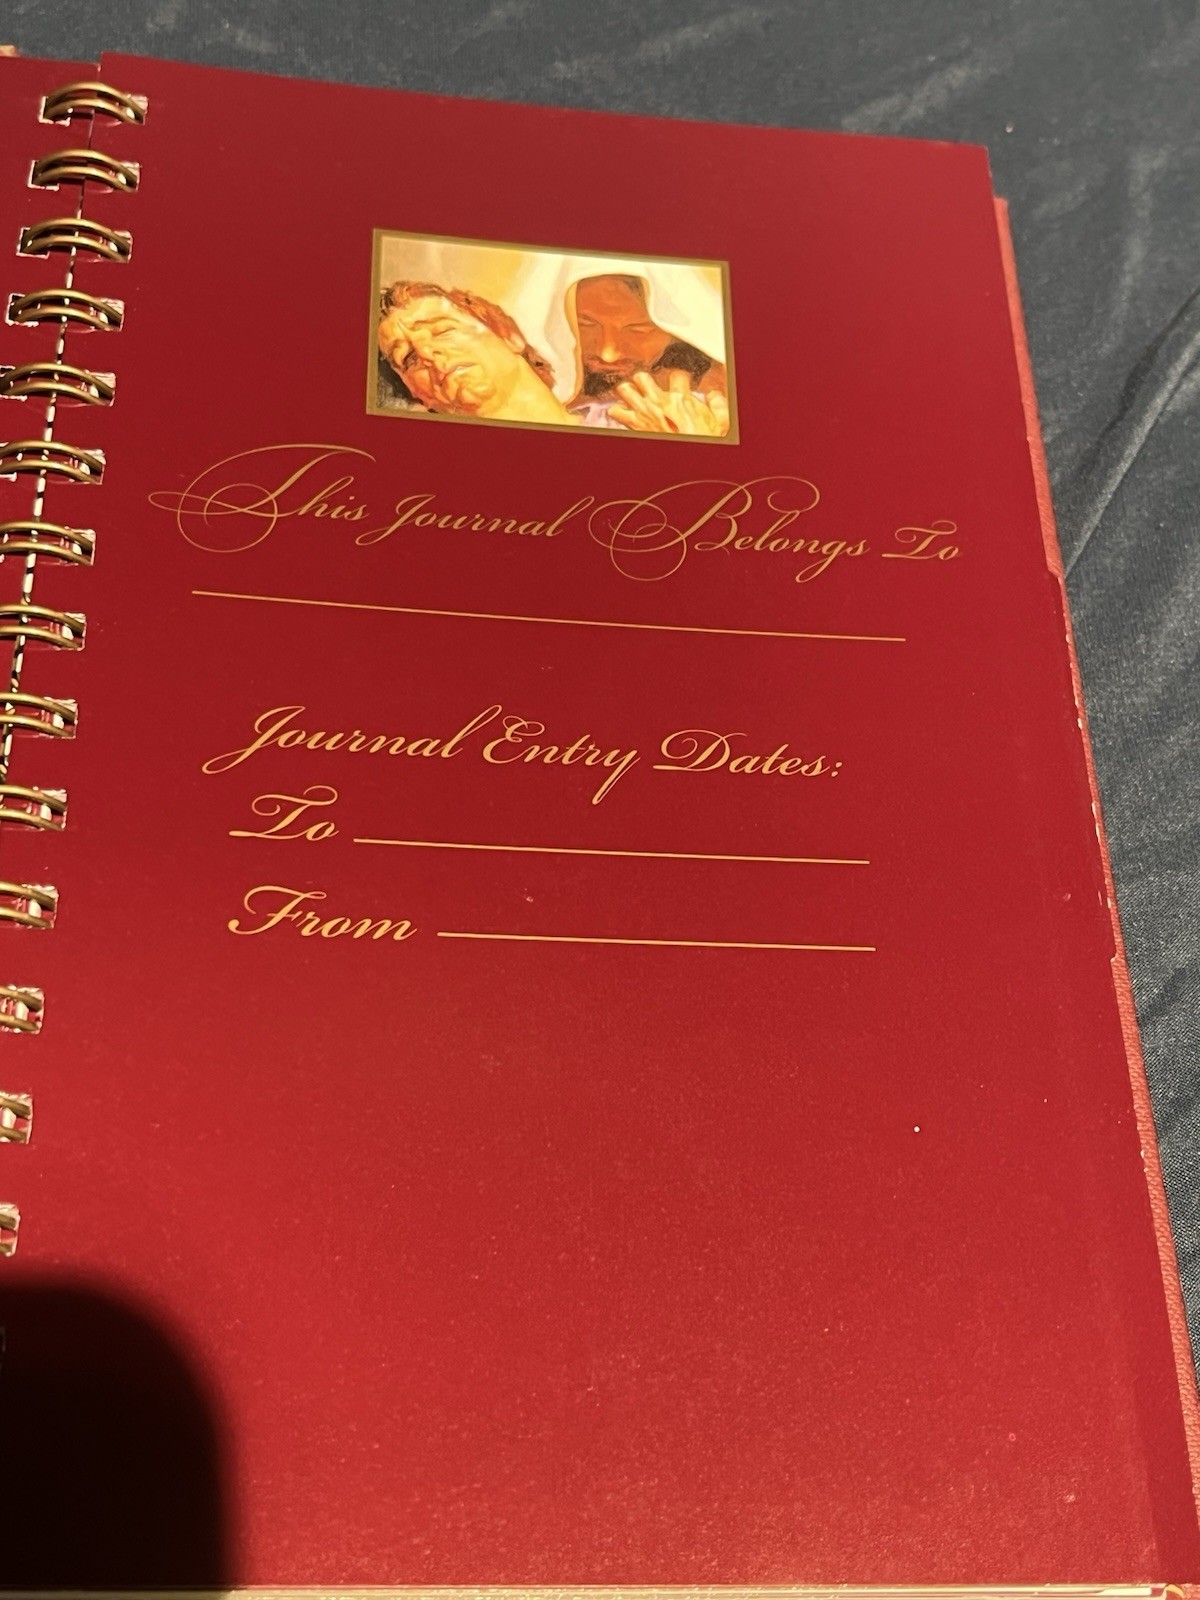 This Journal Belongs To
Journal Entry Dates:
To
From